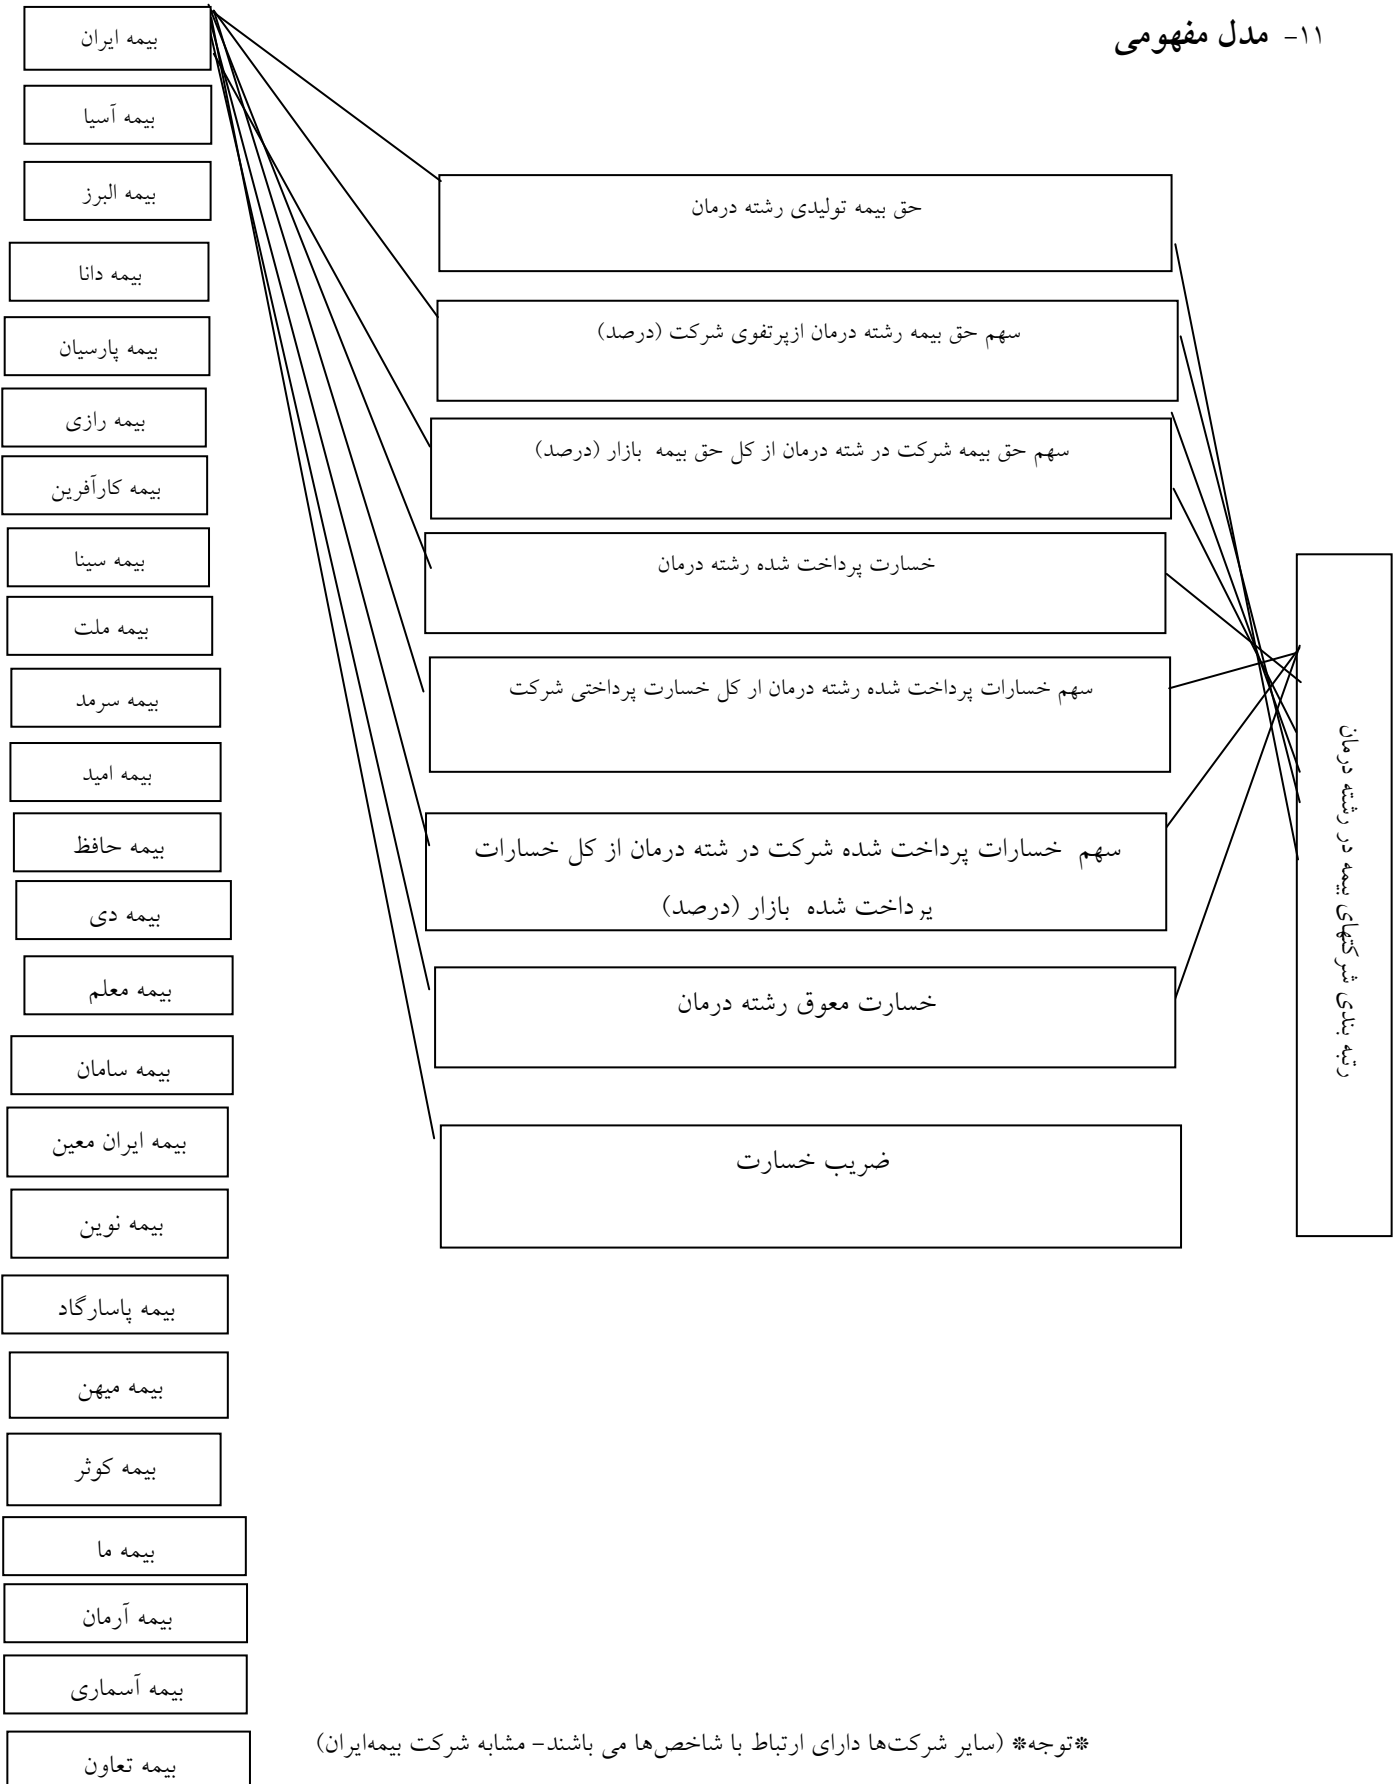 ۱۱- مدل مفهومی
بیمه ایران
بیمه آسیا
بیمه البرز
بیمه دانا
بیمه پارسیان
بیمه رازی
بیمه کارآفرین
بیمه سینا
بیمه ملت
بیمه سرمد
بیمه امید
بیمه حافظ
بیمه دی
بیمه معلم
بیمه سامان
بیمه ایران معین
بیمه نوین
بیمه پاسارگاد
بیمه میهن
بیمه کوثر
بیمه ما
بیمه آرمان
بیمه آسماری
بیمه تعاون
حق بیمه تولیدی رشته درمان
سهم حق بیمه رشته درمان ازپرتفوی شرکت (درصد)
سهم حق بیمه شرکت در شته درمان از کل حق بیمه بازار (درصد)
خسارت پرداخت شده رشته درمان
سهم خسارات پرداخت شده رشته درمان ار کل خسارت پرداختی شرکت
سهم خسارات پرداخت شده شرکت در شته درمان از کل خسارات
پرداخت شده بازار (درصد)
خسارت معوق رشته درمان
ضریب خسارت
رتبه بندی شرکتهای بیمه در رشته درمان
*توجه* (سایر شرکت‌ها دارای ارتباط با شاخص‌ها می باشند- مشابه شرکت بیمه‌ایران)